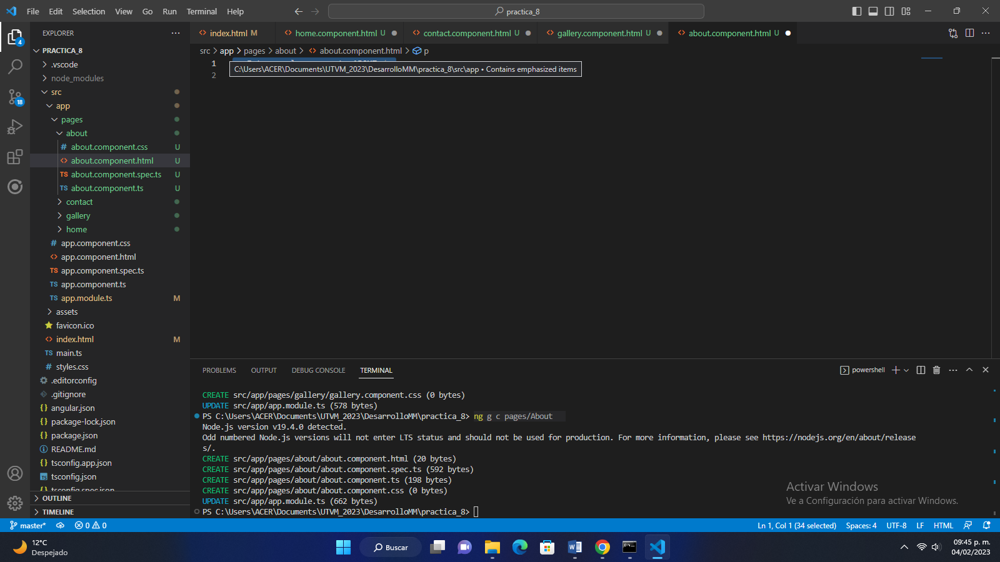 File Edit Selection View Go Run Terminal Help
practica_8
EXPLORER
PRACTICA_8
.vscode
node_modules
src
app
pages
about
about.component.css U
about.component.html U
about.component.spec.ts U
about.component.ts U
contact
gallery
home
app.component.css
app.component.html
app.component.spec.ts
app.component.ts
app.module.ts M
assets
favicon.ico
index.html M
main.ts
styles.css
.editorconfig
.gitignore
angular.json
package-lock.json
package.json
README.md
tsconfig.app.json
tsconfig.json
tsconfig.spec.json
OUTLINE
TIMELINE
4
18
index.html M
home.component.html U
contact.component.html U
gallery.component.html U
about.component.html U
src > app > pages > about > about.component.html > p
1
2
C:\Users\ACER\Documents\UTVM_2023\DesarrolloMM\practica_8\src\app • Contains emphasized items
PROBLEMS OUTPUT DEBUG CONSOLE TERMINAL
powershell
CREATE src/app/pages/gallery/gallery.component.css (0 bytes)
UPDATE src/app/app.module.ts (578 bytes)
PS C:\Users\ACER\Documents\UTVM_2023\DesarrolloMM\practica_8> ng g c pages/About
Node.js version v19.4.0 detected.
Odd numbered Node.js versions will not enter LTS status and should not be used for production. For more information, please see https://nodejs.org/en/about/release
s/.
CREATE src/app/pages/about/about.component.html (20 bytes)
CREATE src/app/pages/about/about.component.spec.ts (592 bytes)
CREATE src/app/pages/about/about.component.ts (198 bytes)
CREATE src/app/pages/about/about.component.css (0 bytes)
UPDATE src/app/app.module.ts (662 bytes)
PS C:\Users\ACER\Documents\UTVM_2023\DesarrolloMM\practica_8>
Activar Windows
Ve a Configuración para activar Windows.
master* 0 0
Ln 1, Col 1 (34 selected) Spaces: 4 UTF-8 LF HTML
12°C
Despejado
Buscar
09:45 p. m.
04/02/2023